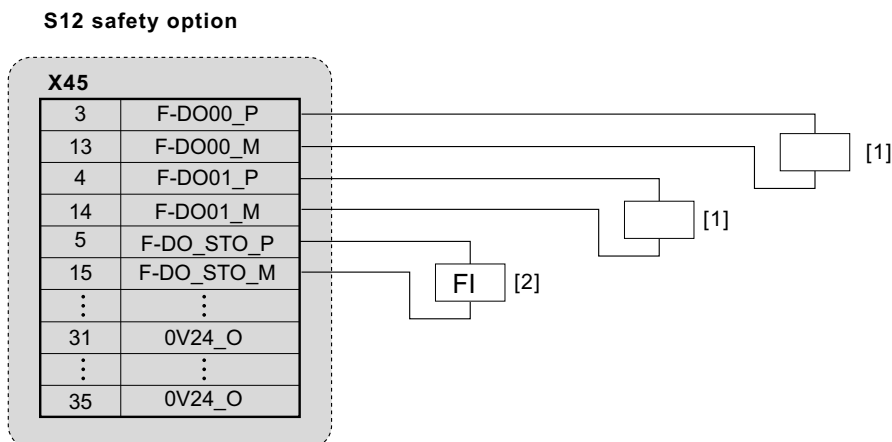 S12 safety option
X45
3 F-DO00_P
13 F-DO00_M
[1]
4 F-DO01_P
14 F-DO01_M
[1]
5 F-DO_STO_P
15 F-DO_STO_M
FI [2]
⋮ ⋮
31 0V24_O
⋮ ⋮
35 0V24_O